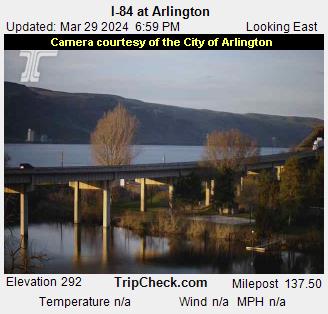 I-84 at Arlington
Updated: Mar 29 2024 6:59 PM Looking East
Camera courtesy of the City of Arlington
Elevation 292 TripCheck.com Milepost 137.50
Temperature n/a Wind n/a MPH n/a